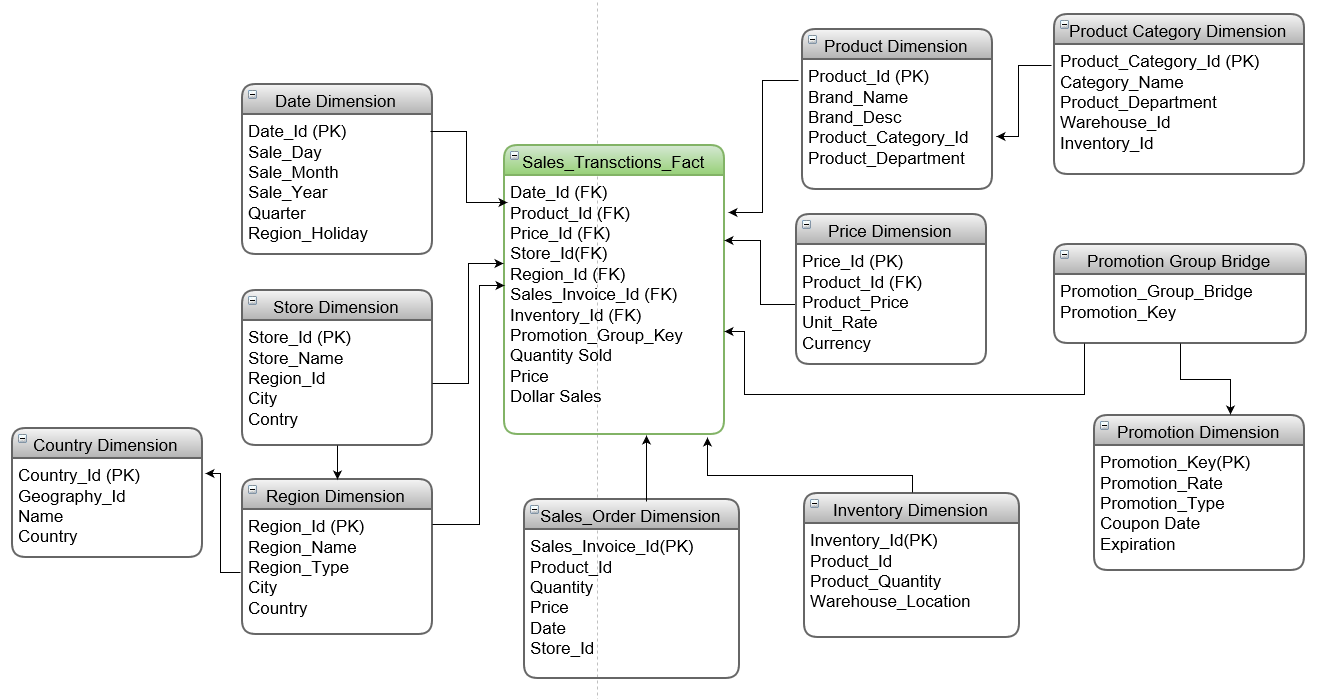 Date Dimension
Date_Id (PK)
Sale_Day
Sale_Month
Sale_Year
Quarter
Region_Holiday
Store Dimension
Store_Id (PK)
Store_Name
Region_Id
City
Contry
Country Dimension
Country_Id (PK)
Geography_Id
Name
Country
Region Dimension
Region_Id (PK)
Region_Name
Region_Type
City
Country
Sales_Transctions_Fact
Date_Id (FK)
Product_Id (FK)
Price_Id (FK)
Store_Id(FK)
Region_Id (FK)
Sales_Invoice_Id (FK)
Inventory_Id (FK)
Promotion_Group_Key
Quantity Sold
Price
Dollar Sales
Sales_Order Dimension
Sales_Invoice_Id(PK)
Product_Id
Quantity
Price
Date
Store_Id
Product Dimension
Product_Id (PK)
Brand_Name
Brand_Desc
Product_Category_Id
Product_Department
Price Dimension
Price_Id (PK)
Product_Id (FK)
Product_Price
Unit_Rate
Currency
Inventory Dimension
Inventory_Id(PK)
Product_Id
Product_Quantity
Warehouse_Location
Product Category Dimension
Product_Category_Id (PK)
Category_Name
Product_Department
Warehouse_Id
Inventory_Id
Promotion Group Bridge
Promotion_Group_Bridge
Promotion_Key
Promotion Dimension
Promotion_Key(PK)
Promotion_Rate
Promotion_Type
Coupon Date
Expiration